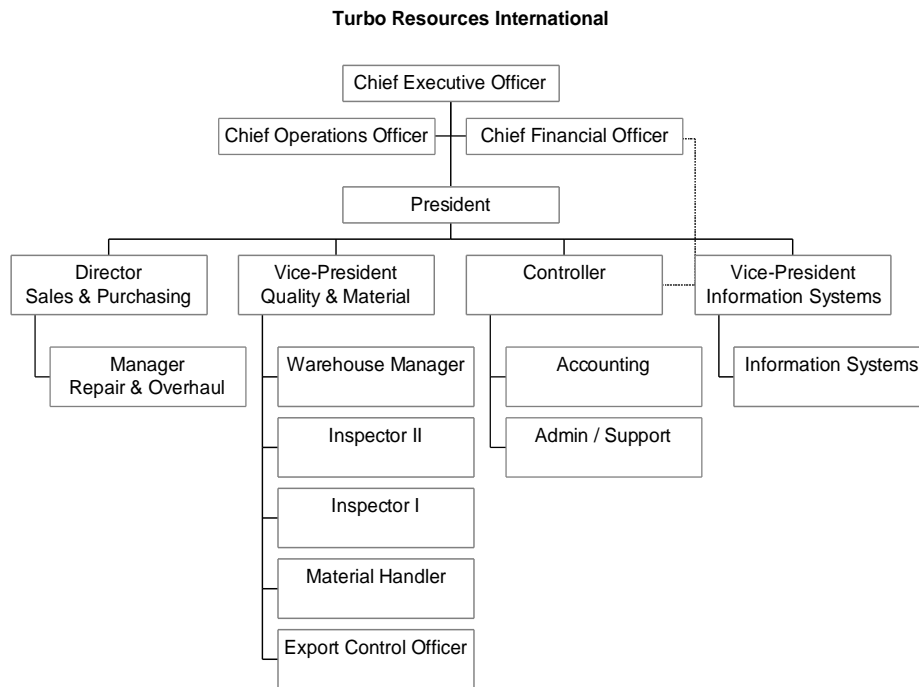 Turbo Resources International
Chief Executive Officer
Chief Operations Officer
Chief Financial Officer
President
Director
Sales & Purchasing
Vice-President
Quality & Material
Controller
Vice-President
Information Systems
Manager
Repair & Overhaul
Warehouse Manager
Accounting
Information Systems
Inspector II
Admin / Support
Inspector I
Material Handler
Export Control Officer